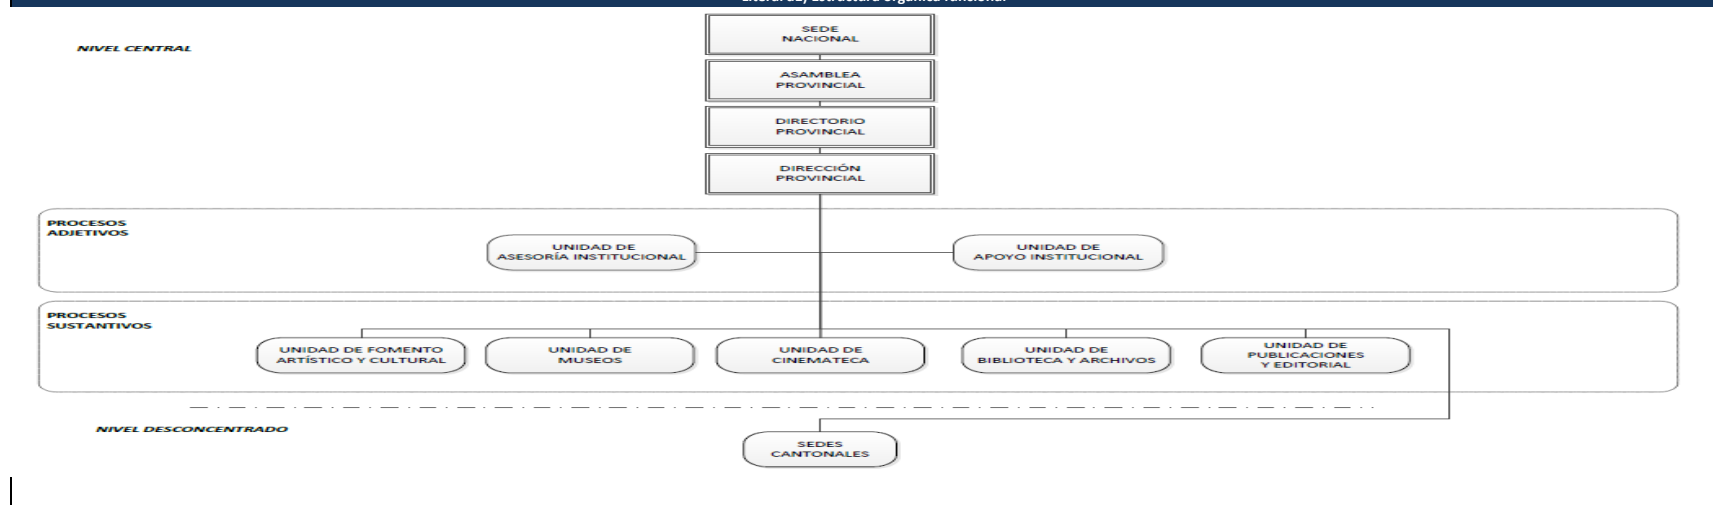 NIVEL CENTRAL
SEDE
NACIONAL
ASAMBLEA
PROVINCIAL
DIRECTORIO
PROVINCIAL
DIRECCIÓN
PROVINCIAL
PROCESOS
ADJETIVOS
UNIDAD DE
ASESORÍA INSTITUCIONAL
UNIDAD DE
APOYO INSTITUCIONAL
PROCESOS
SUSTANTIVOS
UNIDAD DE FOMENTO
ARTÍSTICO Y CULTURAL
UNIDAD DE
MUSEOS
UNIDAD DE
CINEMATECA
UNIDAD DE
BIBLIOTECA Y ARCHIVOS
UNIDAD DE
PUBLICACIONES
Y EDITORIAL
NIVEL DESCONCENTRADO
SEDES
CANTONALES